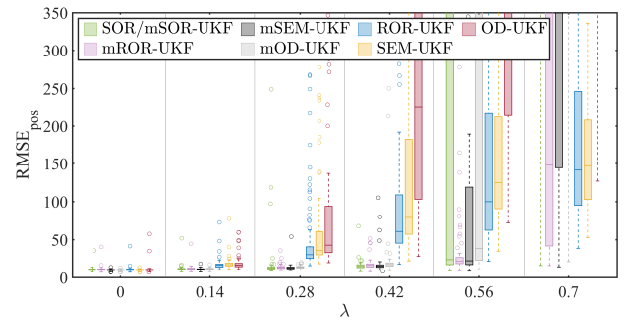 350
300
250
200
150
100
50
0
RMSE_pos
SOR/mSOR-UKF mSEM-UKF ROR-UKF OD-UKF
mROR-UKF mOD-UKF SEM-UKF
0 0.14 0.28 0.42 0.56 0.7
λ